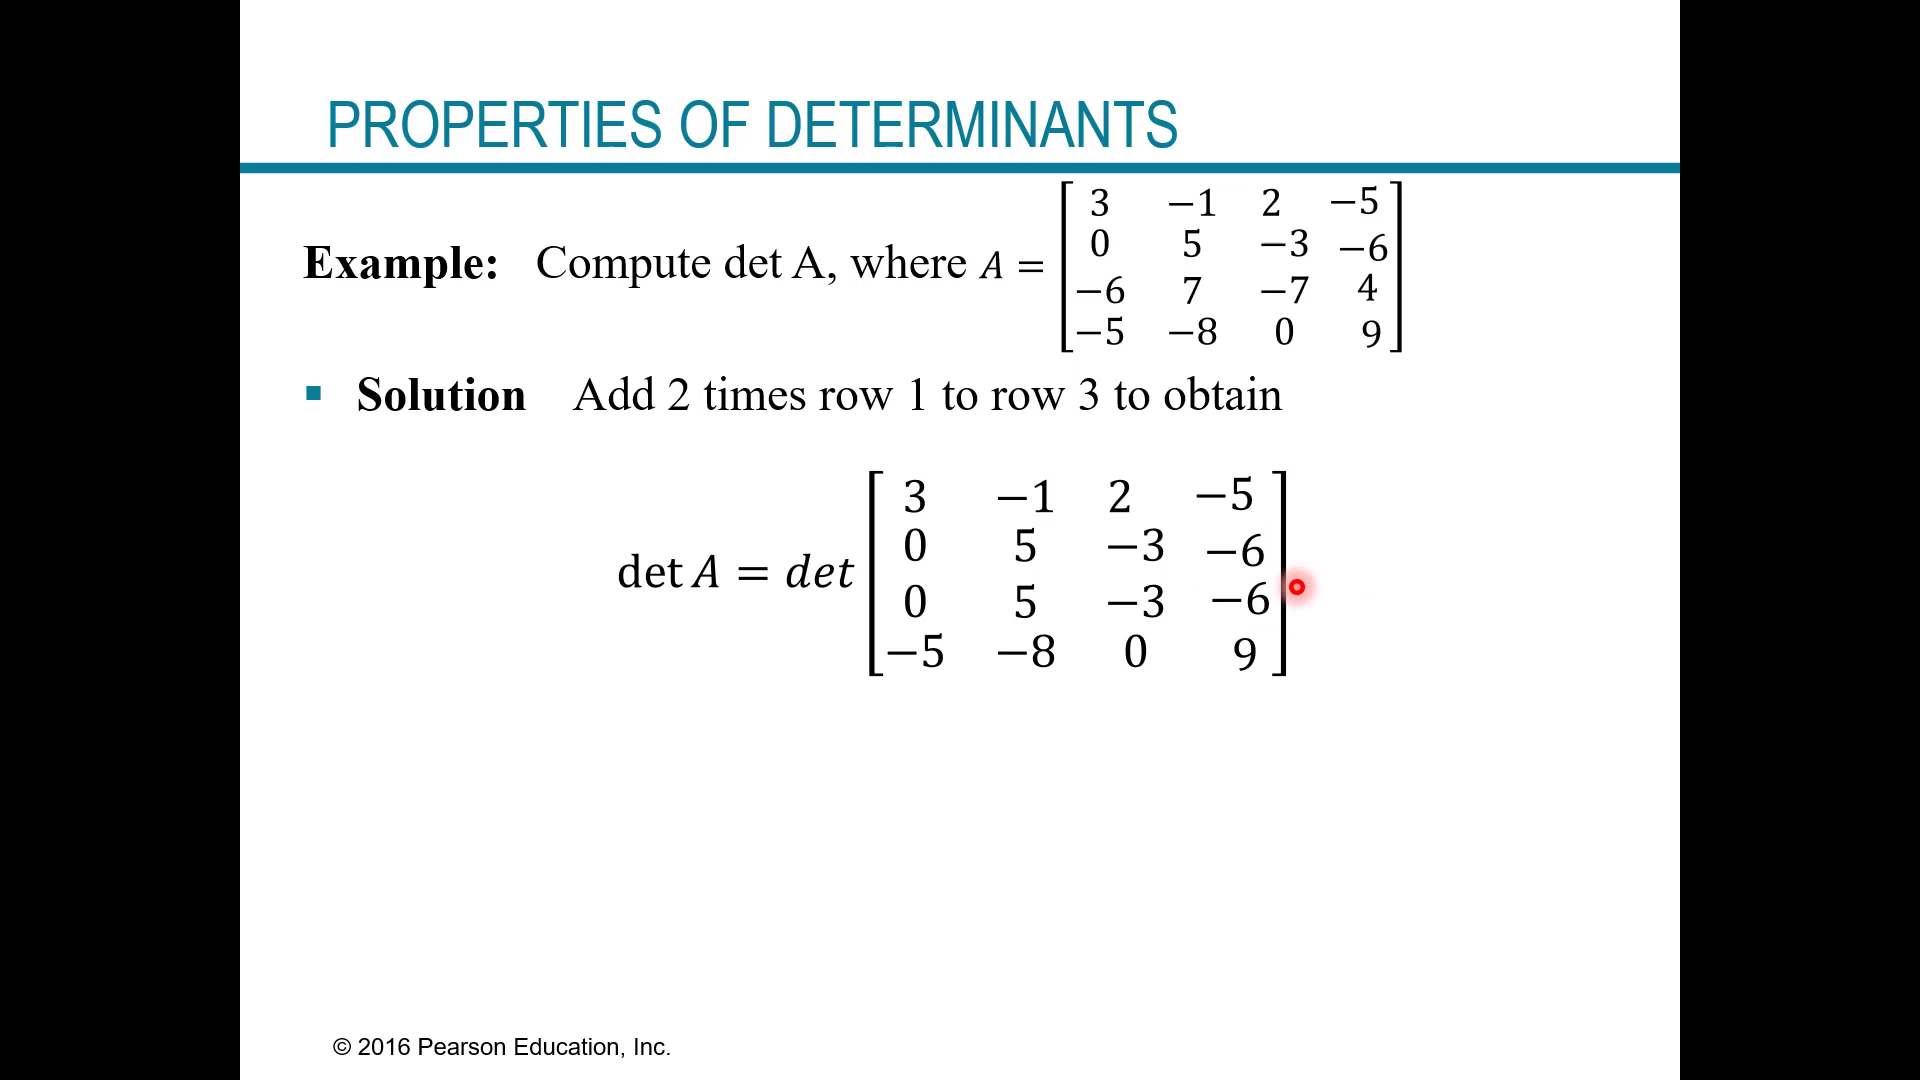 PROPERTIES OF DETERMINANTS
Example: Compute det A, where A = [
3 −1 2 −5
0 5 −3 −6
−6 7 −7 4
−5 −8 0 9
]
Solution Add 2 times row 1 to row 3 to obtain
det A = det [
3 −1 2 −5
0 5 −3 −6
0 5 −3 −6
−5 −8 0 9
]
© 2016 Pearson Education, Inc.